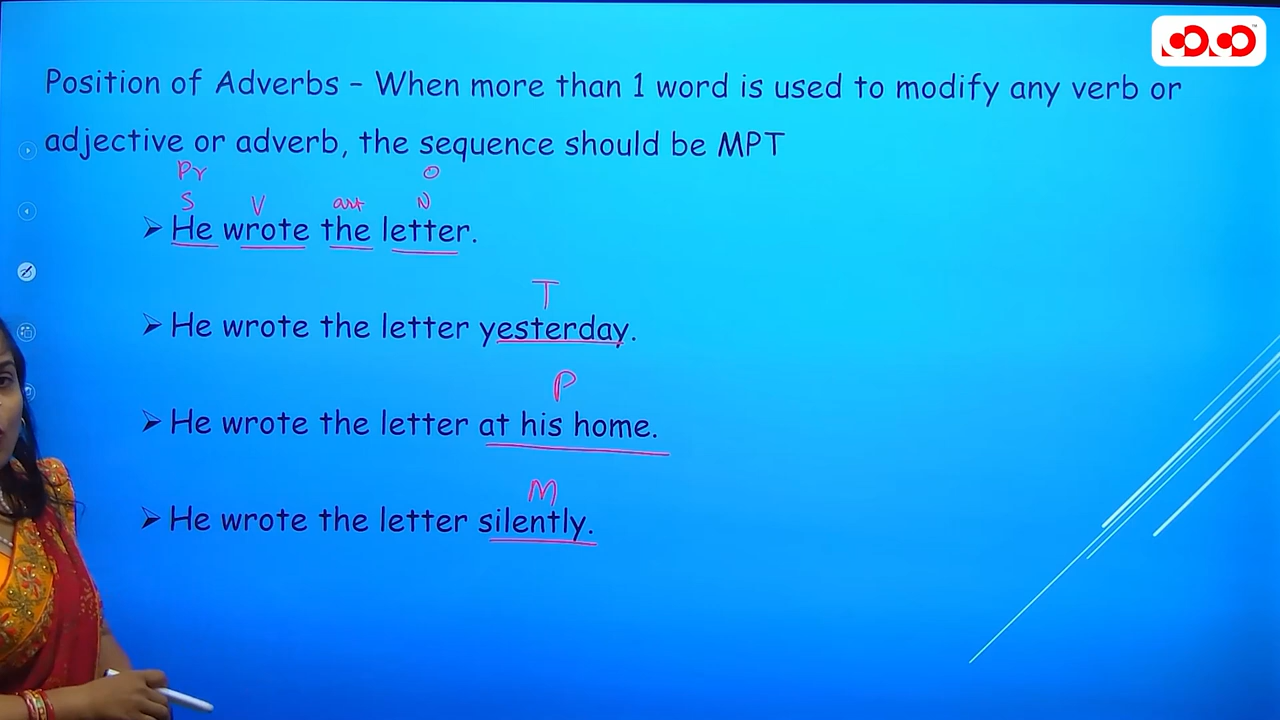 Position of Adverbs – When more than 1 word is used to modify any verb or
adjective or adverb, the sequence should be MPT
Pr O
S V art N
He wrote the letter.
T
He wrote the letter yesterday.
P
He wrote the letter at his home.
M
He wrote the letter silently.